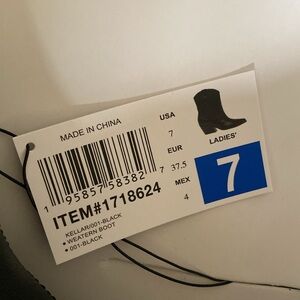 MADE IN CHINA
USA
7
EUR
37.5
MEX
4
LADIES'
7
1 95857 58382 7
ITEM#1718624
KELLAR/001-BLACK
• WEATERN BOOT
• 001-BLACK